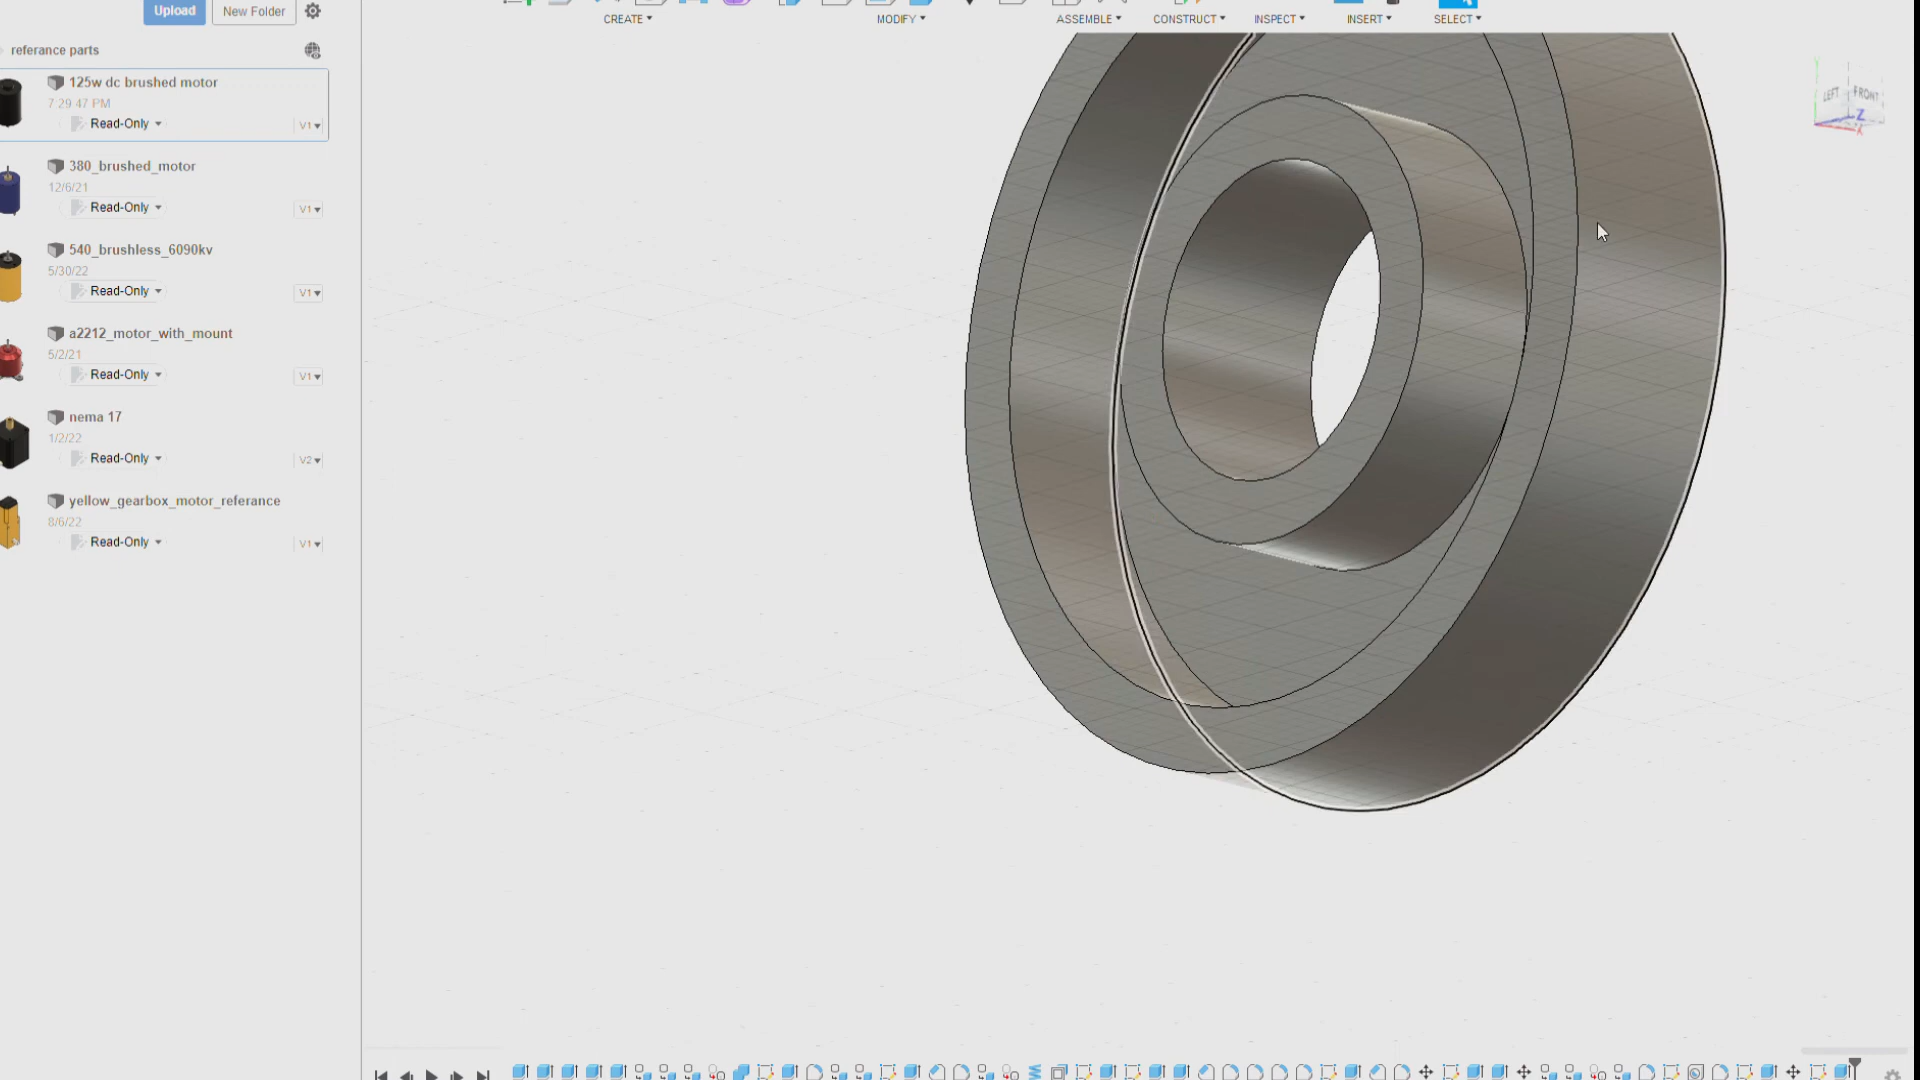 Upload
New Folder
CREATE
MODIFY
ASSEMBLE
CONSTRUCT
INSPECT
INSERT
SELECT
referance parts
125w dc brushed motor
7 29 47 PM
Read-Only
V1
380_brushed_motor
12/6/21
Read-Only
V1
540_brushless_6090kv
5/30/22
Read-Only
V1
a2212_motor_with_mount
5/2/21
Read-Only
V1
nema 17
1/2/22
Read-Only
V2
yellow_gearbox_motor_referance
8/6/22
Read-Only
V1
LEFT
FRONT
Z
X